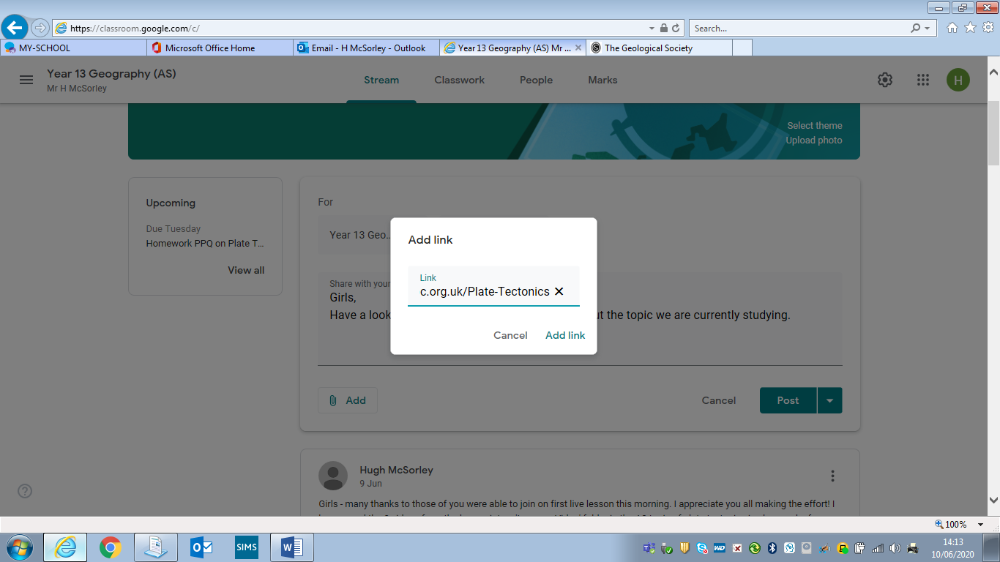 https://classroom.google.com/c/
Search...
MY-SCHOOL
Microsoft Office Home
Email - H McSorley - Outlook
Year 13 Geography (AS) Mr ...
The Geological Society
Year 13 Geography (AS)
Mr H McSorley
Stream
Classwork
People
Marks
H
Select theme
Upload photo
Upcoming
Due Tuesday
Homework PPQ on Plate T...
View all
For
Year 13 Geo...
Share with your
Girls,
Have a look
t the topic we are currently studying.
Add link
Link
c.org.uk/Plate-Tectonics
Cancel
Add link
Add
Cancel
Post
Hugh McSorley
9 Jun
Girls - many thanks to those of you were able to join on first live lesson this morning. I appreciate you all making the effort! I
100%
SIMS
14:13
10/06/2020